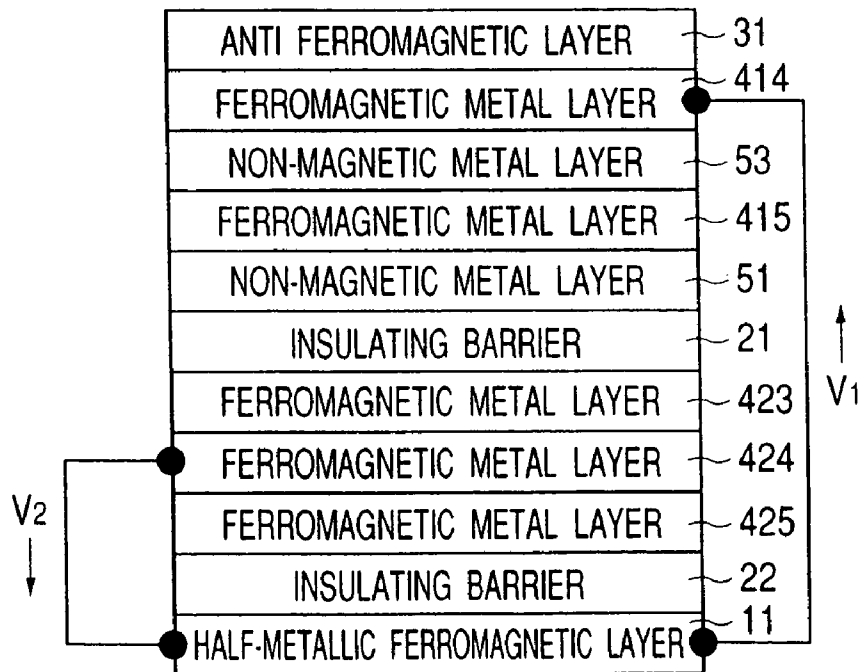 ANTI FERROMAGNETIC LAYER 31
FERROMAGNETIC METAL LAYER 414
NON-MAGNETIC METAL LAYER 53
FERROMAGNETIC METAL LAYER 415
NON-MAGNETIC METAL LAYER 51
INSULATING BARRIER 21
V1
FERROMAGNETIC METAL LAYER 423
FERROMAGNETIC METAL LAYER 424
V2
FERROMAGNETIC METAL LAYER 425
INSULATING BARRIER 22
HALF-METALLIC FERROMAGNETIC LAYER 11